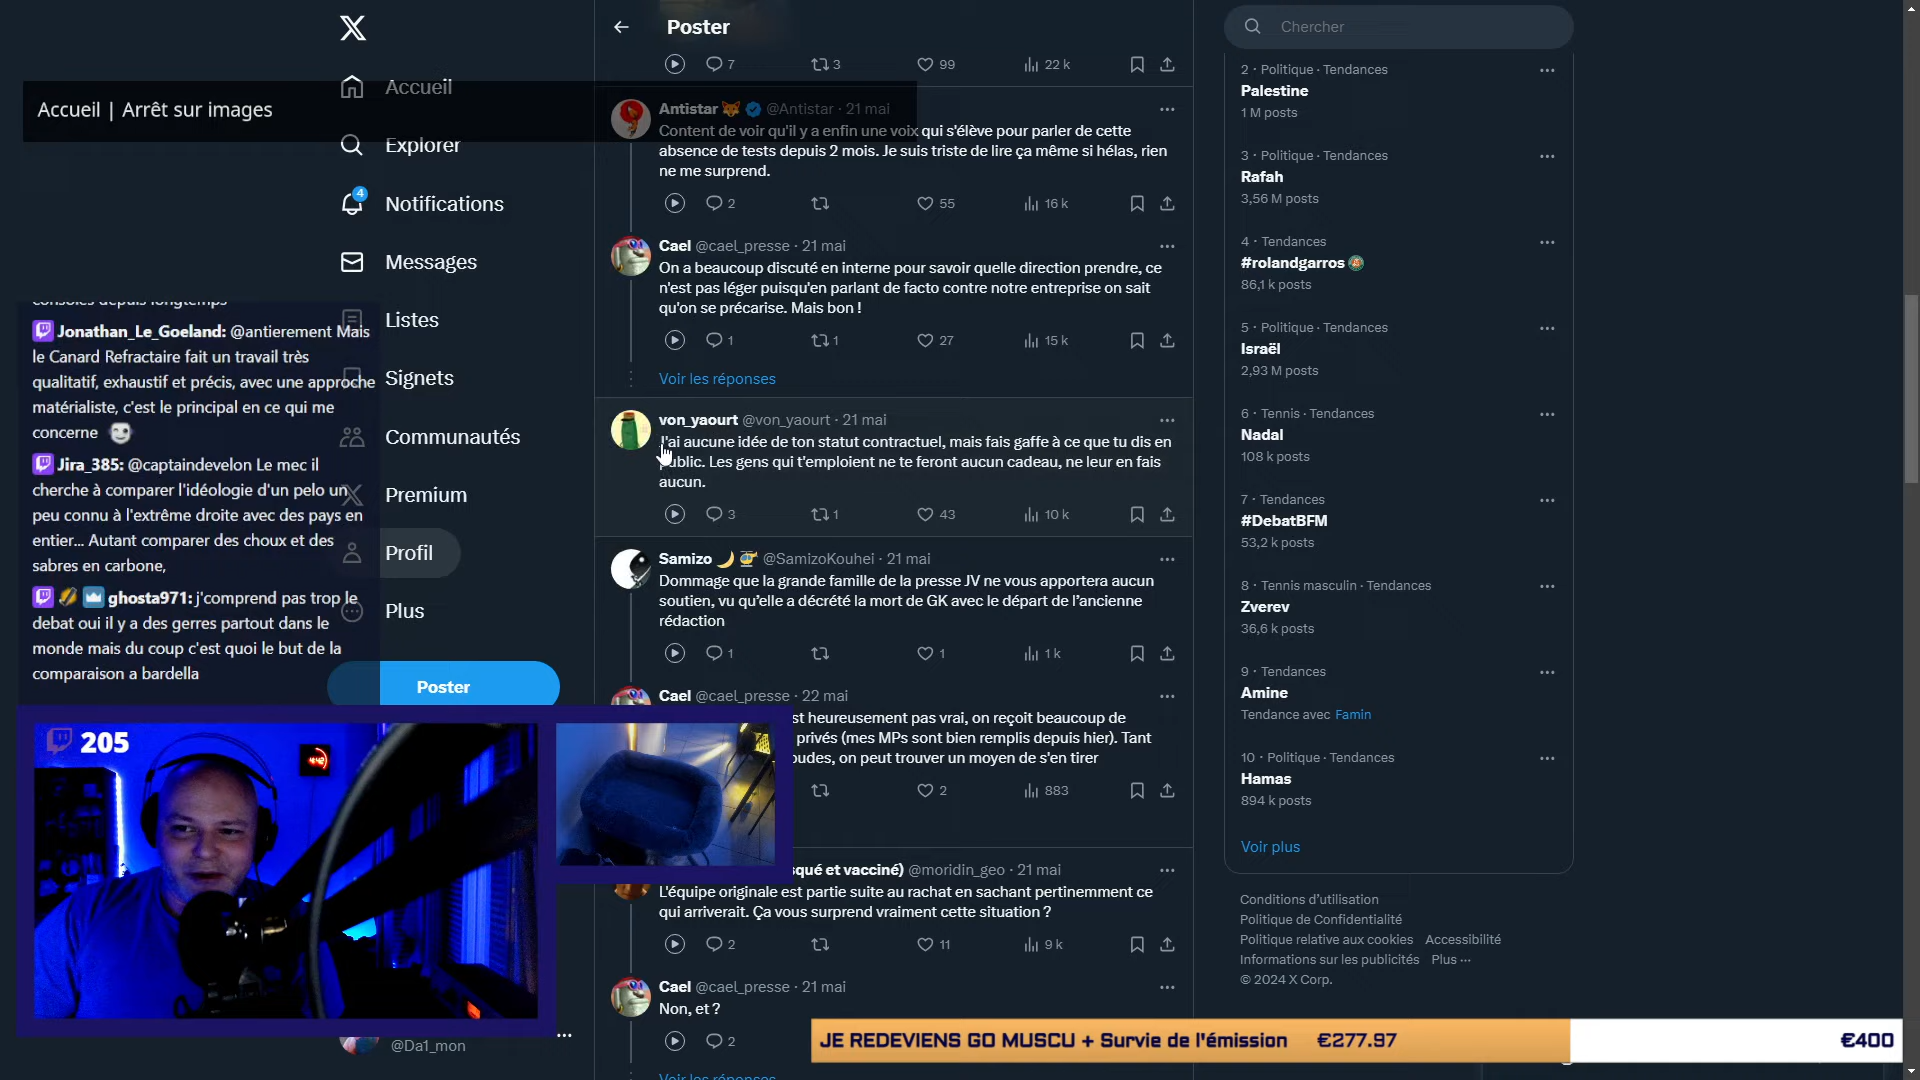 Accueil
Explorer
4
Notifications
Messages
Listes
Signets
Communautés
Premium
Profil
Plus
Poster
@Da1_mon
Accueil | Arrêt sur images
consoles depuis longtemps
Jonathan_Le_Goeland: @antierement Mais
le Canard Refractaire fait un travail très
qualitatif, exhaustif et précis, avec une approche
matérialiste, c'est le principal en ce qui me
concerne
Jira_385: @captaindevelon Le mec il
cherche à comparer l'idéologie d'un pelo un
peu connu à l'extrême droite avec des pays en
entier... Autant comparer des choux et des
sabres en carbone,
ghosta971: j'comprend pas trop le
debat oui il y a des gerres partout dans le
monde mais du coup c'est quoi le but de la
comparaison a bardella
205
Poster
7 3 99 22 k
Antistar @Antistar · 21 mai
Content de voir qu'il y a enfin une voix qui s'élève pour parler de cette
absence de tests depuis 2 mois. Je suis triste de lire ça même si hélas, rien
ne me surprend.
2 55 16 k
Cael @cael_presse · 21 mai
On a beaucoup discuté en interne pour savoir quelle direction prendre, ce
n'est pas léger puisqu'en parlant de facto contre notre entreprise on sait
qu'on se précarise. Mais bon !
1 1 27 15 k
Voir les réponses
von_yaourt @von_yaourt · 21 mai
J'ai aucune idée de ton statut contractuel, mais fais gaffe à ce que tu dis en
public. Les gens qui t'emploient ne te feront aucun cadeau, ne leur en fais
aucun.
3 1 43 10 k
Samizo @SamizoKouhei · 21 mai
Dommage que la grande famille de la presse JV ne vous apportera aucun
soutien, vu qu'elle a décrété la mort de GK avec le départ de l'ancienne
rédaction
1 1 1 k
Cael @cael_presse · 22 mai
st heureusement pas vrai, on reçoit beaucoup de
privés (mes MPs sont bien remplis depuis hier). Tant
oudes, on peut trouver un moyen de s'en tirer
2 883
squé et vacciné) @moridin_geo · 21 mai
L'équipe originale est partie suite au rachat en sachant pertinemment ce
qui arriverait. Ça vous surprend vraiment cette situation ?
2 11 9 k
Cael @cael_presse · 21 mai
Non, et ?
2
Voir les réponses
Chercher
2 · Politique · Tendances
Palestine
1 M posts
3 · Politique · Tendances
Rafah
3,56 M posts
4 · Tendances
#rolandgarros
86,1 k posts
5 · Politique · Tendances
Israël
2,93 M posts
6 · Tennis · Tendances
Nadal
108 k posts
7 · Tendances
#DebatBFM
53,2 k posts
8 · Tennis masculin · Tendances
Zverev
36,6 k posts
9 · Tendances
Amine
Tendance avec Famin
10 · Politique · Tendances
Hamas
894 k posts
Voir plus
Conditions d'utilisation
Politique de Confidentialité
Politique relative aux cookies Accessibilité
Informations sur les publicités Plus ···
© 2024 X Corp.
JE REDEVIENS GO MUSCU + Survie de l'émission €277.97 €400